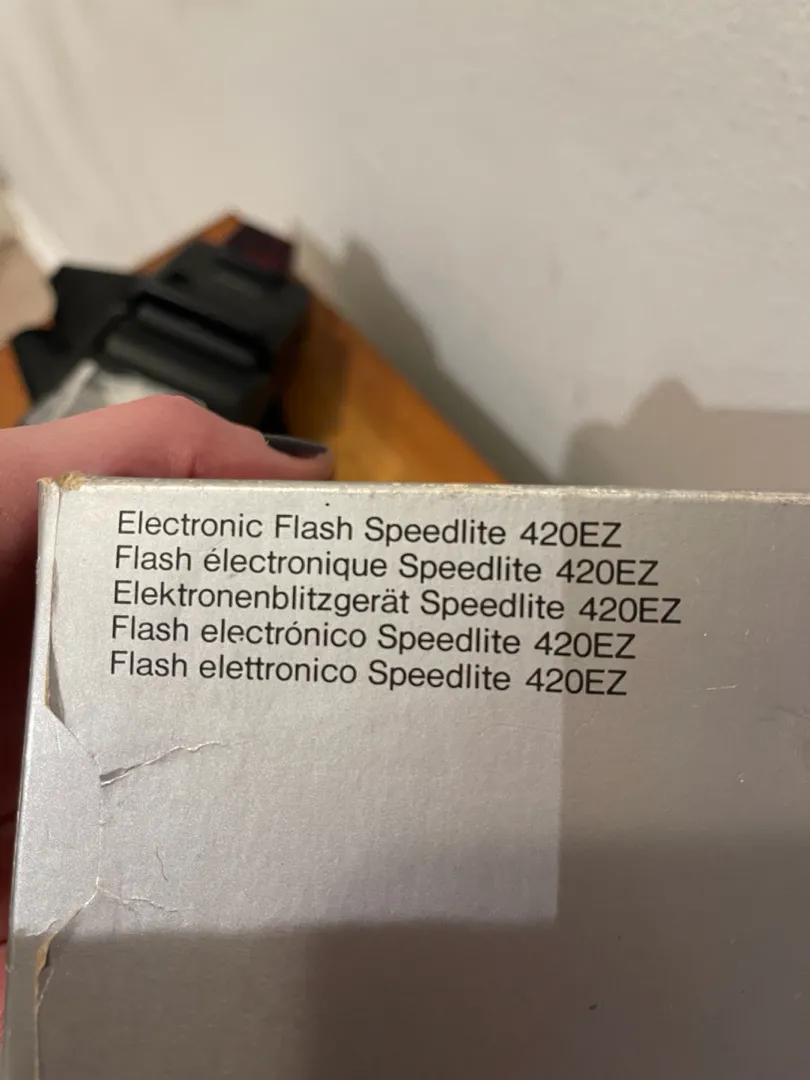 Electronic Flash Speedlite 420EZ
Flash électronique Speedlite 420EZ
Elektronenblitzgerät Speedlite 420EZ
Flash electrónico Speedlite 420EZ
Flash elettronico Speedlite 420EZ